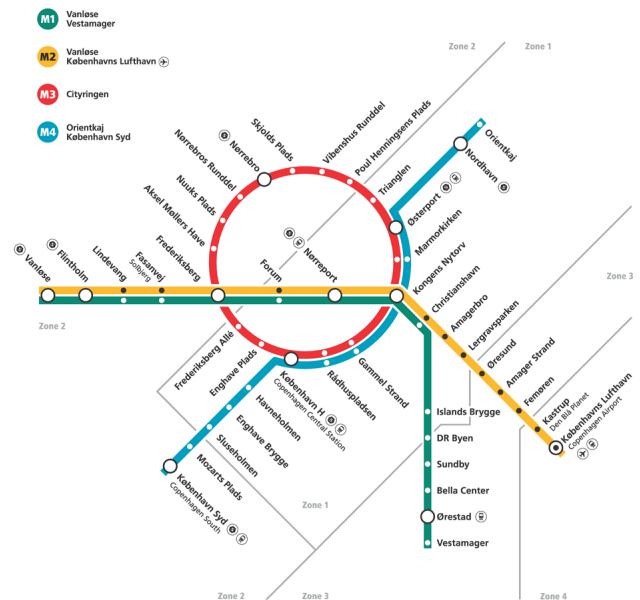 M1
Vanløse
Vestamager
M2
Vanløse
Københavns Lufthavn
M3
Cityringen
M4
Orientkaj
København Syd
Zone 2
Zone 1
Skjolds Plads
Vibenshus Runddel
Poul Henningsens Plads
Trianglen
Nørrebro
Nørrebros Runddel
Nuuks Plads
Aksel Møllers Have
Frederiksberg
Orientkaj
Nordhavn
Østerport
Marmorkirken
Kongens Nytorv
Christianshavn
Amagerbro
Lergravsparken
Øresund
Amager Strand
Femøren
Kastrup
Den Blå Planet
Københavns Lufthavn
Copenhagen Airport
Vanløse
Flintholm
Lindevang
Fasanvej
Solbjerg
Forum
Nørreport
Zone 3
Zone 2
Frederiksberg Allé
Enghave Plads
København H
Copenhagen Central Station
Rådhuspladsen
Gammel Strand
Havneholmen
Enghave Brygge
Sluseholmen
Mozarts Plads
København Syd
Copenhagen South
Islands Brygge
DR Byen
Sundby
Bella Center
Ørestad
Vestamager
Zone 1
Zone 2
Zone 3
Zone 4